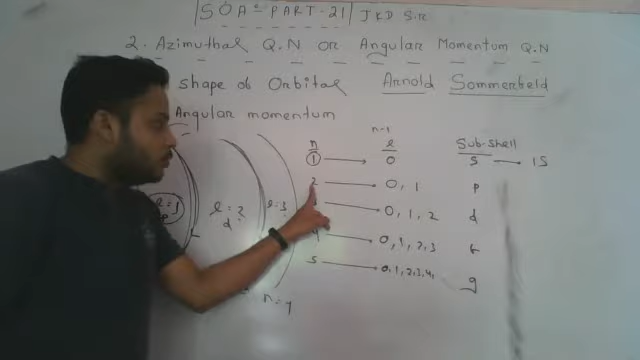 SOA - PART-21 | JKD Sir
2. Azimuthal Q.N or Angular Momentum Q.N
shape of Orbital Arnold Sommerfeld
Angular momentum
n n-1 l Sub-shell
1 0 S 1S
2 0, 1 p
0, 1, 2 d
4 0, 1, 2, 3 f
5 0, 1, 2, 3, 4, g
l=1 p
l=2 d
l=3
n=4